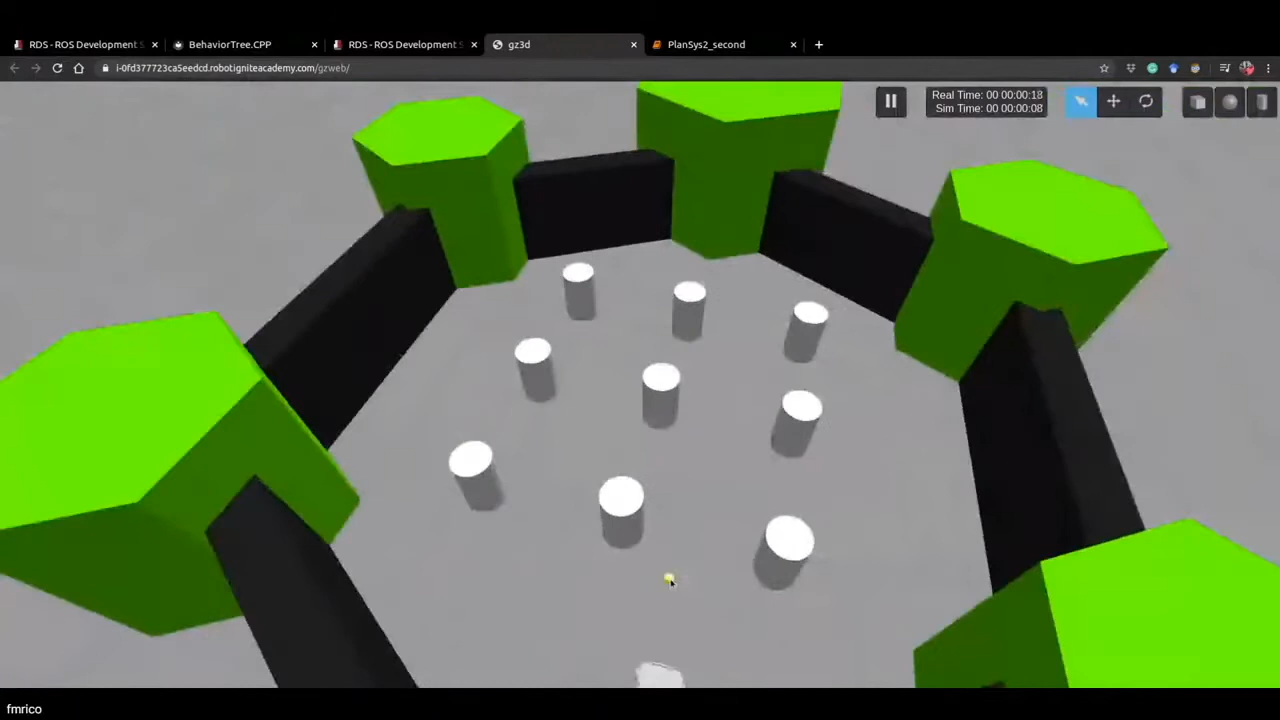 RDS - ROS Development S
BehaviorTree.CPP
RDS - ROS Development S
gz3d
PlanSys2_second
i-0fd377723ca5eedcd.robotigniteacademy.com/gzweb/
Real Time: 00 00:00:18
Sim Time: 00 00:00:08
fmrico